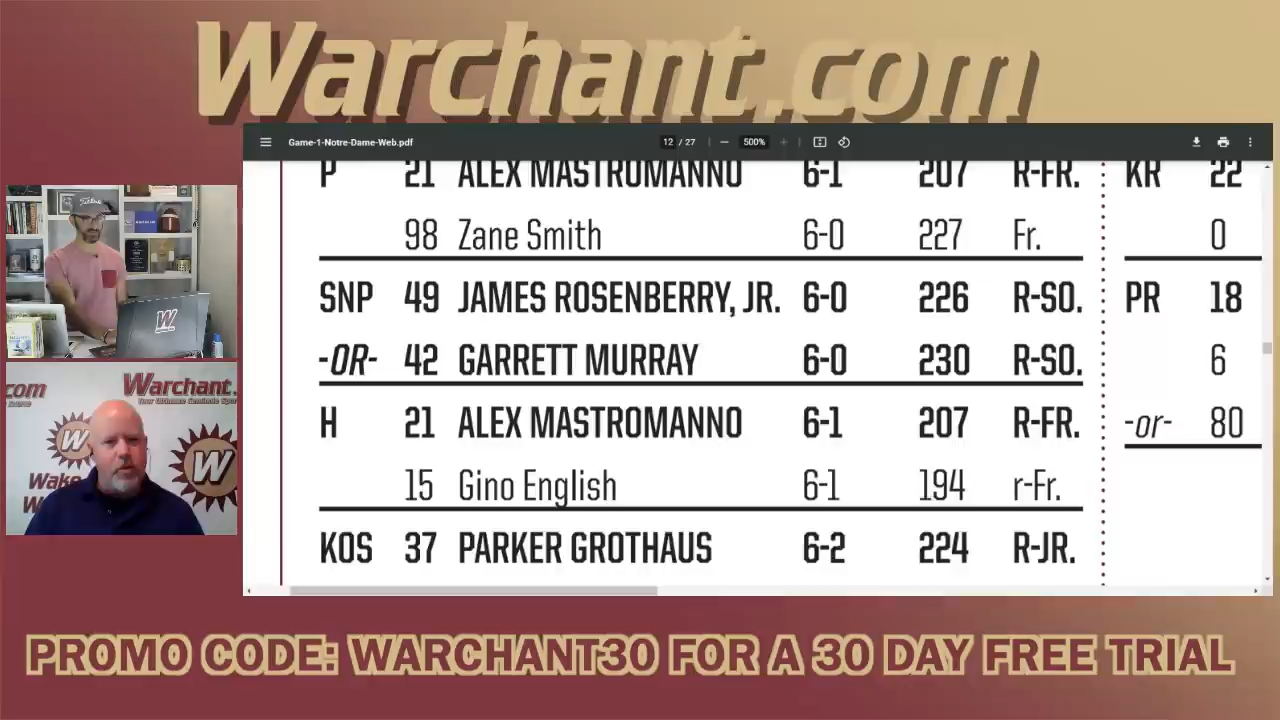 Warchant.com
Game-1-Notre-Dame-Web.pdf 12 / 27 500%
P 21 ALEX MASTROMANNO 6-1 207 R-FR. KR 22
98 Zane Smith 6-0 227 Fr. 0
SNP 49 JAMES ROSENBERRY, JR. 6-0 226 R-SO. PR 18
-OR- 42 GARRETT MURRAY 6-0 230 R-SO. 6
H 21 ALEX MASTROMANNO 6-1 207 R-FR. -or- 80
15 Gino English 6-1 194 r-Fr.
KOS 37 PARKER GROTHAUS 6-2 224 R-JR.
Titleist
W
.com Warchant.
W W
PROMO CODE: WARCHANT30 FOR A 30 DAY FREE TRIAL